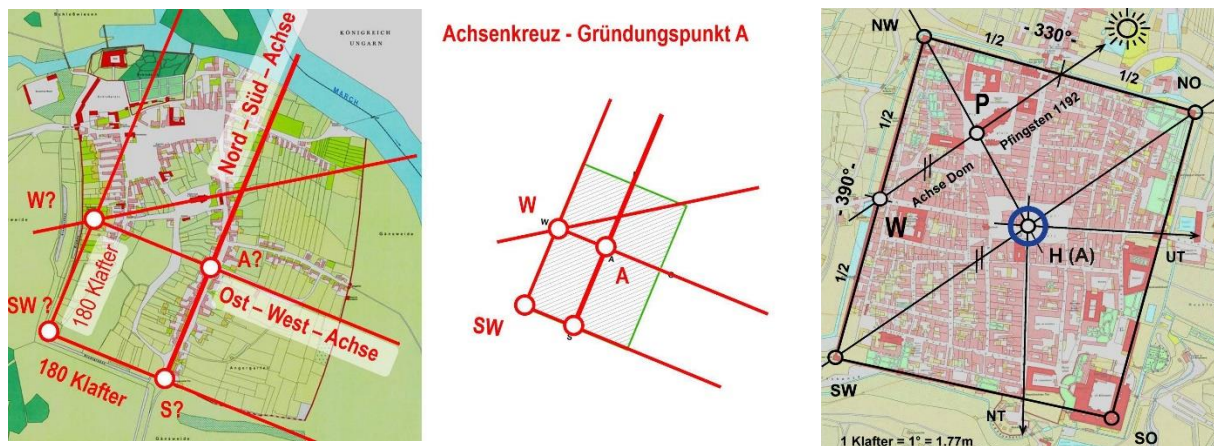 KÖNIGREICH
UNGARN
MARCH
Nord – Süd – Achse
W?
A?
180 Klafter
SW ?
Ost – West – Achse
180 Klafter
S?
Achsenkreuz - Gründungspunkt A
W
W
A
A
O
SW
S
NW
1/2
- 330°-
1/2
NO
P
Pfingsten 1192
1/2
Achse Dom
- 390°-
W
H (A)
UT
1/2
SW
NT
SO
1 Klafter = 1° = 1.77m